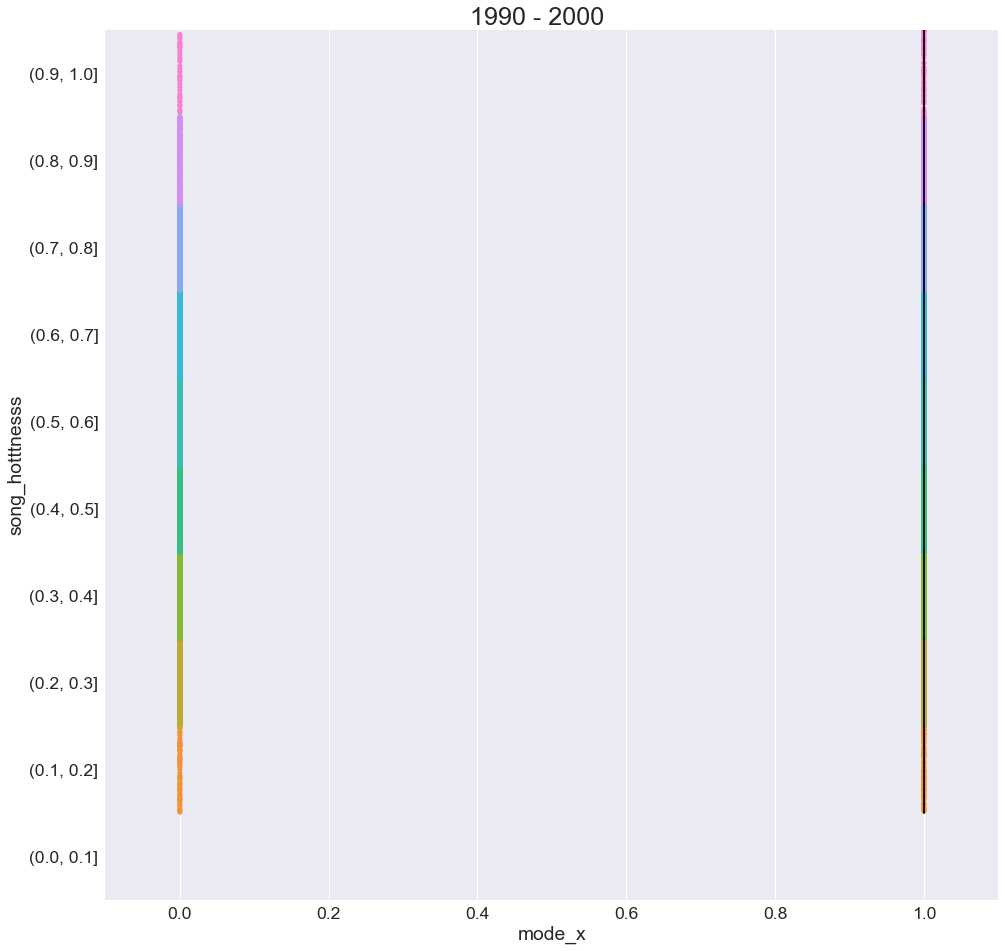 1990 - 2000
song_hotttnesss
(0.9, 1.0]
(0.8, 0.9]
(0.7, 0.8]
(0.6, 0.7]
(0.5, 0.6]
(0.4, 0.5]
(0.3, 0.4]
(0.2, 0.3]
(0.1, 0.2]
(0.0, 0.1]
0.0 0.2 0.4 0.6 0.8 1.0
mode_x